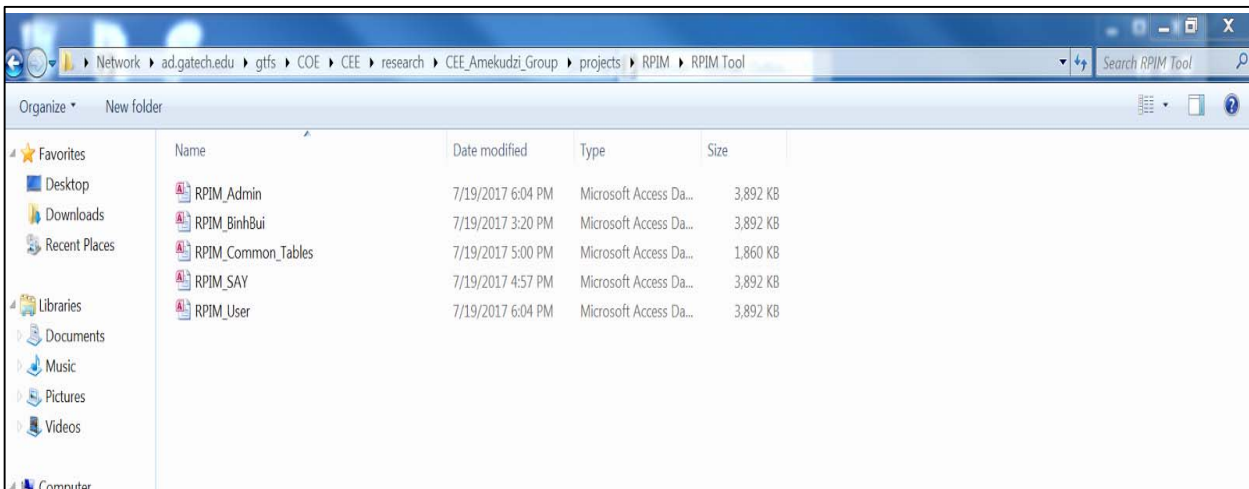 Network ad.gatech.edu gtfs COE CEE research CEE_Amekudzi_Group projects RPIM RPIM Tool Search RPIM Tool
Organize New folder
Favorites
Desktop
Downloads
Recent Places
Libraries
Documents
Music
Pictures
Videos
Computer
Name Date modified Type Size
RPIM_Admin 7/19/2017 6:04 PM Microsoft Access Da... 3,892 KB
RPIM_BinhBui 7/19/2017 3:20 PM Microsoft Access Da... 3,892 KB
RPIM_Common_Tables 7/19/2017 5:00 PM Microsoft Access Da... 1,860 KB
RPIM_SAY 7/19/2017 4:57 PM Microsoft Access Da... 3,892 KB
RPIM_User 7/19/2017 6:04 PM Microsoft Access Da... 3,892 KB